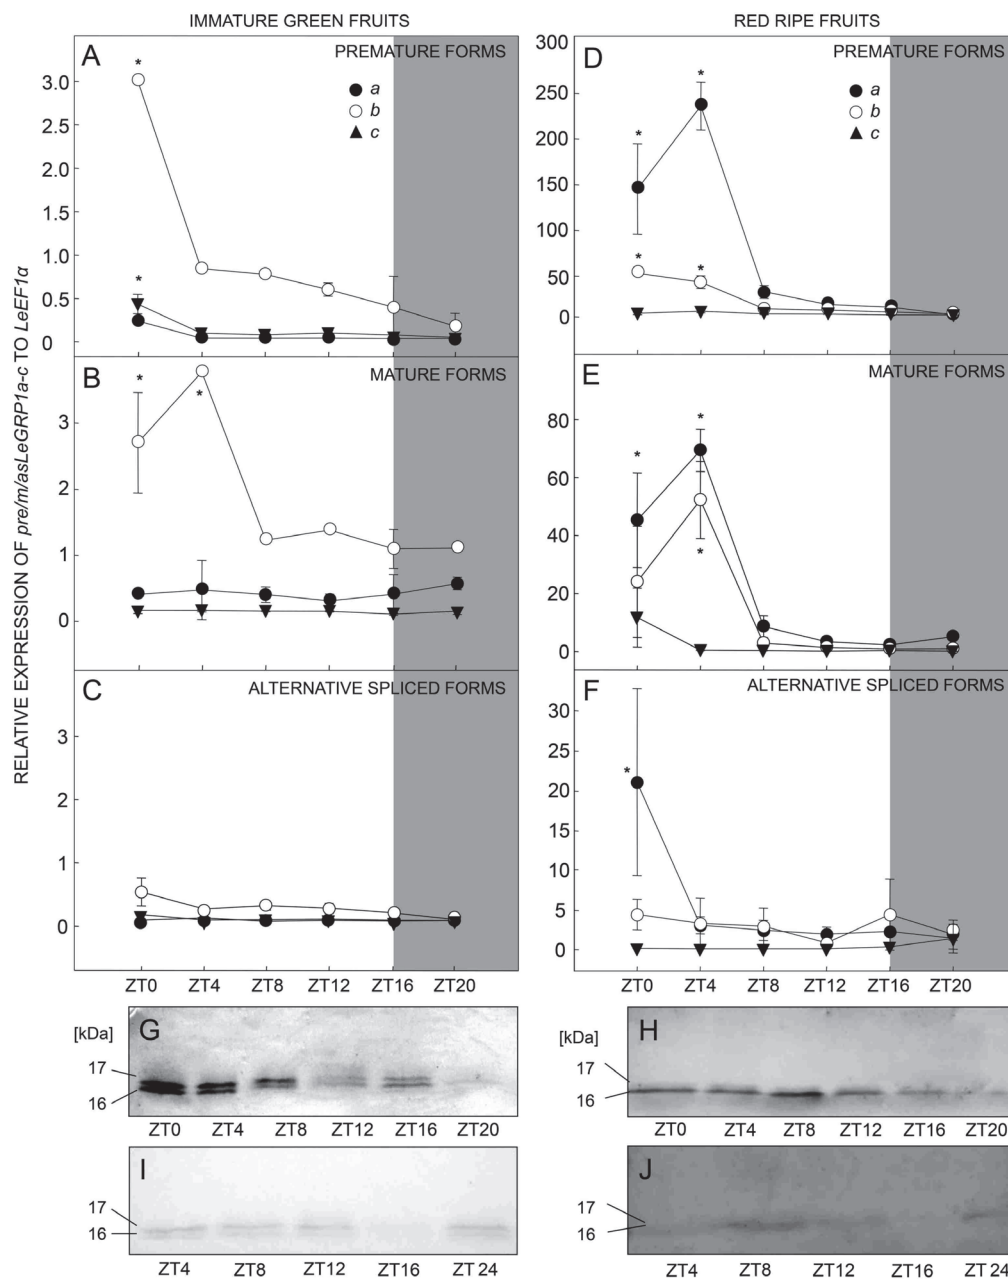 IMMATURE GREEN FRUITS
RED RIPE FRUITS
RELATIVE EXPRESSION OF pre/m/asLeGRP1a-c TO LeEF1α
A
PREMATURE FORMS
* a
b
c
*
3.0
2.5
2.0
1.5
1.0
0.5
0
B
MATURE FORMS
*
*
3
2
1
0
C
ALTERNATIVE SPLICED FORMS
3
2
1
0
ZT0 ZT4 ZT8 ZT12 ZT16 ZT20
D
PREMATURE FORMS
a
b
c
*
*
*
*
300
250
200
150
100
50
0
E
MATURE FORMS
*
*
*
80
60
40
20
0
F
ALTERNATIVE SPLICED FORMS
*
30
25
20
15
10
5
0
ZT0 ZT4 ZT8 ZT12 ZT16 ZT20
G
[kDa]
17
16
ZT0 ZT4 ZT8 ZT12 ZT16 ZT20
H
[kDa]
17
16
ZT0 ZT4 ZT8 ZT12 ZT16 ZT20
I
17
16
ZT4 ZT8 ZT12 ZT16 ZT24
J
17
16
ZT4 ZT8 ZT12 ZT16 ZT 24